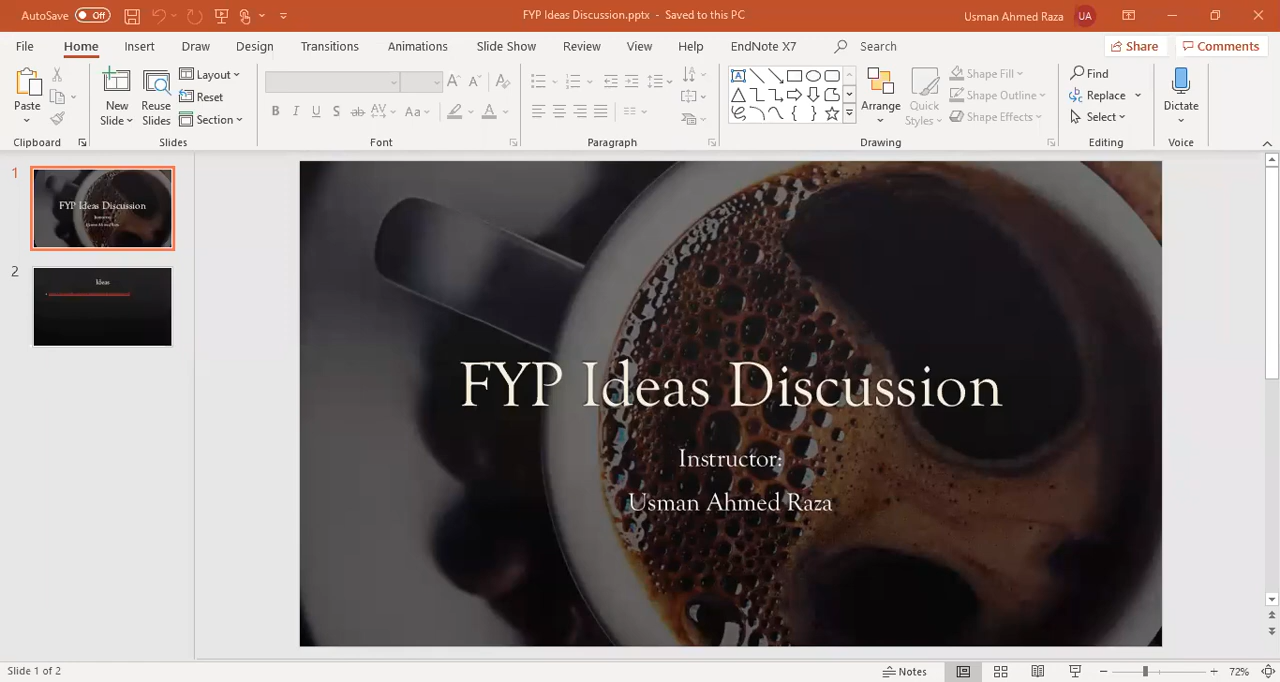 AutoSave Off FYP Ideas Discussion.pptx - Saved to this PC Usman Ahmed Raza UA
File Home Insert Draw Design Transitions Animations Slide Show Review View Help EndNote X7 Search Share Comments
Paste New Slide Reuse Slides Layout Reset Section Arrange Quick Styles Shape Fill Shape Outline Shape Effects Find Replace Select Dictate
Clipboard Slides Font Paragraph Drawing Editing Voice
1
FYP Ideas Discussion
2
Ideas
FYP Ideas Discussion
Instructor:
Usman Ahmed Raza
Slide 1 of 2 Notes 72%